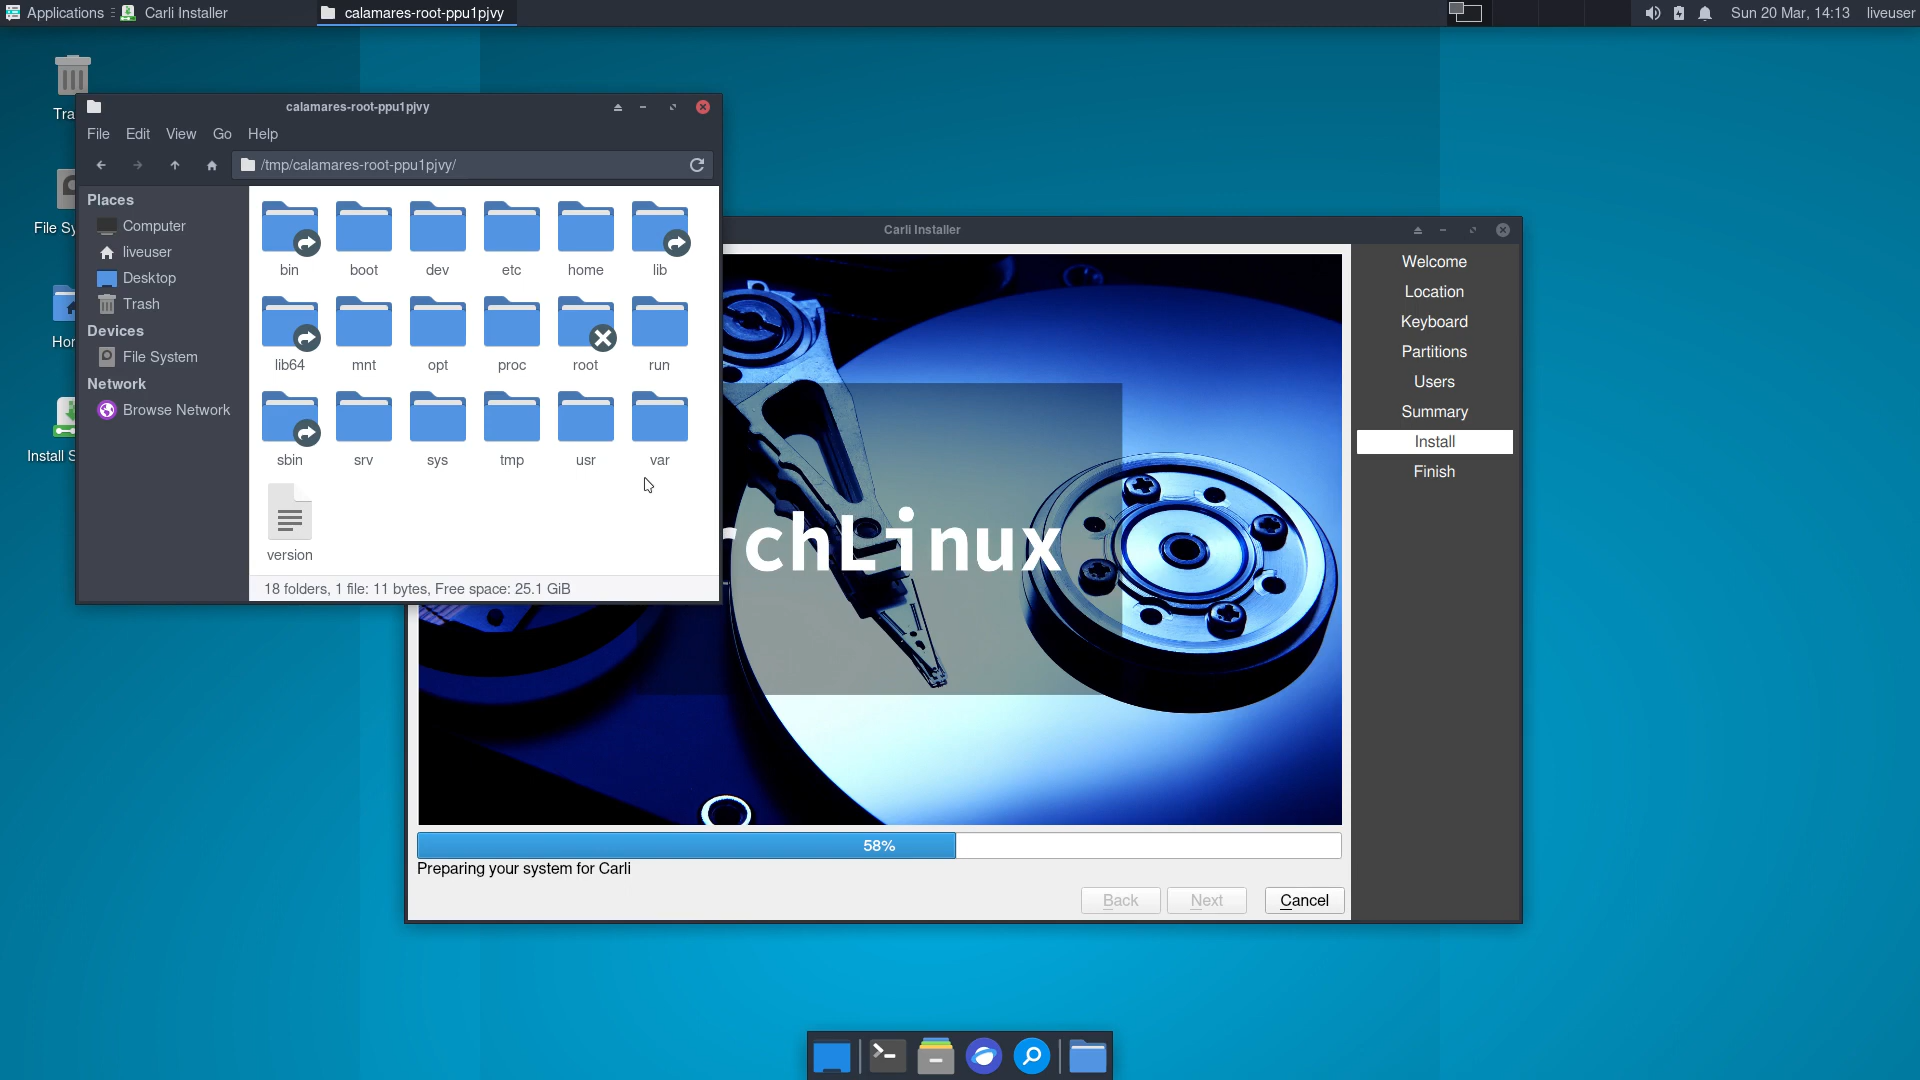 Applications
Carli Installer
calamares-root-ppu1pjvy
Sun 20 Mar, 14:13
liveuser
Tra
File Sy
Hor
Install S
calamares-root-ppu1pjvy
File Edit View Go Help
/tmp/calamares-root-ppu1pjvy/
Places
Computer
liveuser
Desktop
Trash
Devices
File System
Network
Browse Network
bin boot dev etc home lib
lib64 mnt opt proc root run
sbin srv sys tmp usr var
version
18 folders, 1 file: 11 bytes, Free space: 25.1 GiB
Carli Installer
rchLinux
Welcome
Location
Keyboard
Partitions
Users
Summary
Install
Finish
58%
Preparing your system for Carli
Back Next Cancel